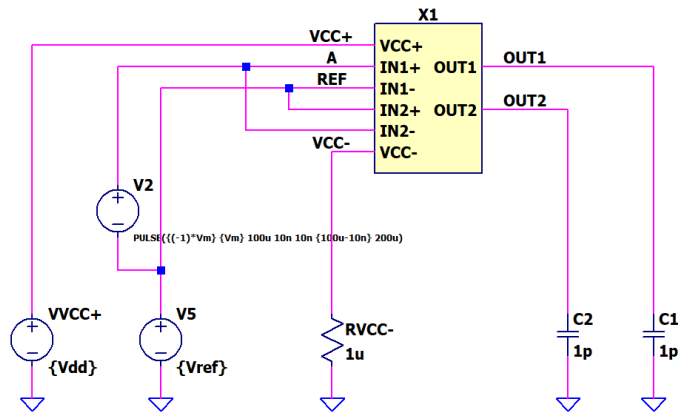 X1
VCC+
VCC+
A
IN1+ OUT1
OUT1
REF
IN1-
IN2+ OUT2
OUT2
IN2-
VCC-
VCC-
V2
PULSE({(-1)*Vm} {Vm} 100u 10n 10n {100u-10n} 200u)
VVCC+
{Vdd}
V5
{Vref}
RVCC-
1u
C2
1p
C1
1p